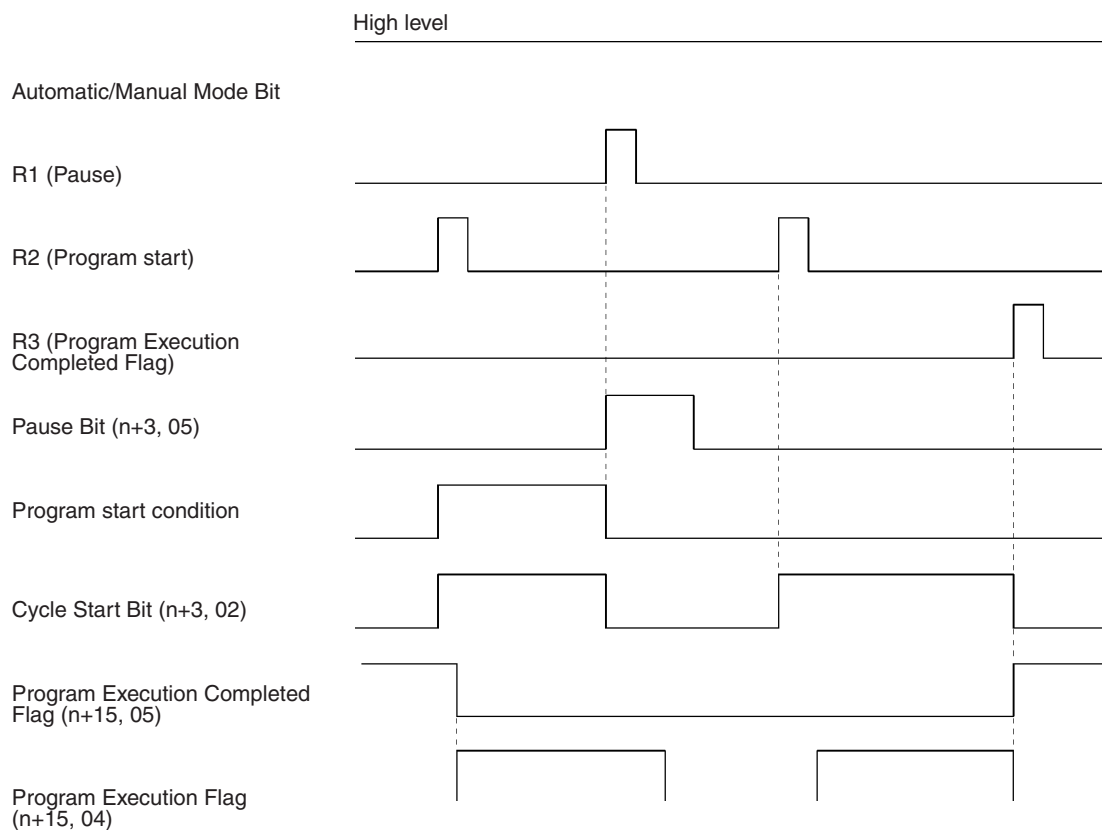 High level
Automatic/Manual Mode Bit
R1 (Pause)
R2 (Program start)
R3 (Program Execution
Completed Flag)
Pause Bit (n+3, 05)
Program start condition
Cycle Start Bit (n+3, 02)
Program Execution Completed
Flag (n+15, 05)
Program Execution Flag
(n+15, 04)